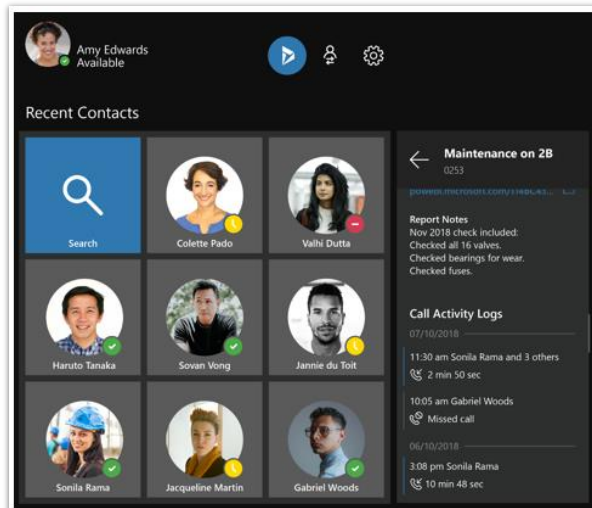 Amy Edwards
Available
Recent Contacts
Search
Colette Pado
Valhi Dutta
Haruto Tanaka
Sovan Vong
Jannie du Toit
Sonila Rama
Jacqueline Martin
Gabriel Woods
Maintenance on 2B
0253
Report Notes
Nov 2018 check included:
Checked all 16 valves.
Checked bearings for wear.
Checked fuses.
Call Activity Logs
07/10/2018
11:30 am Sonila Rama and 3 others
2 min 50 sec
10:05 am Gabriel Woods
Missed call
06/10/2018
3:08 pm Sonila Rama
10 min 48 sec